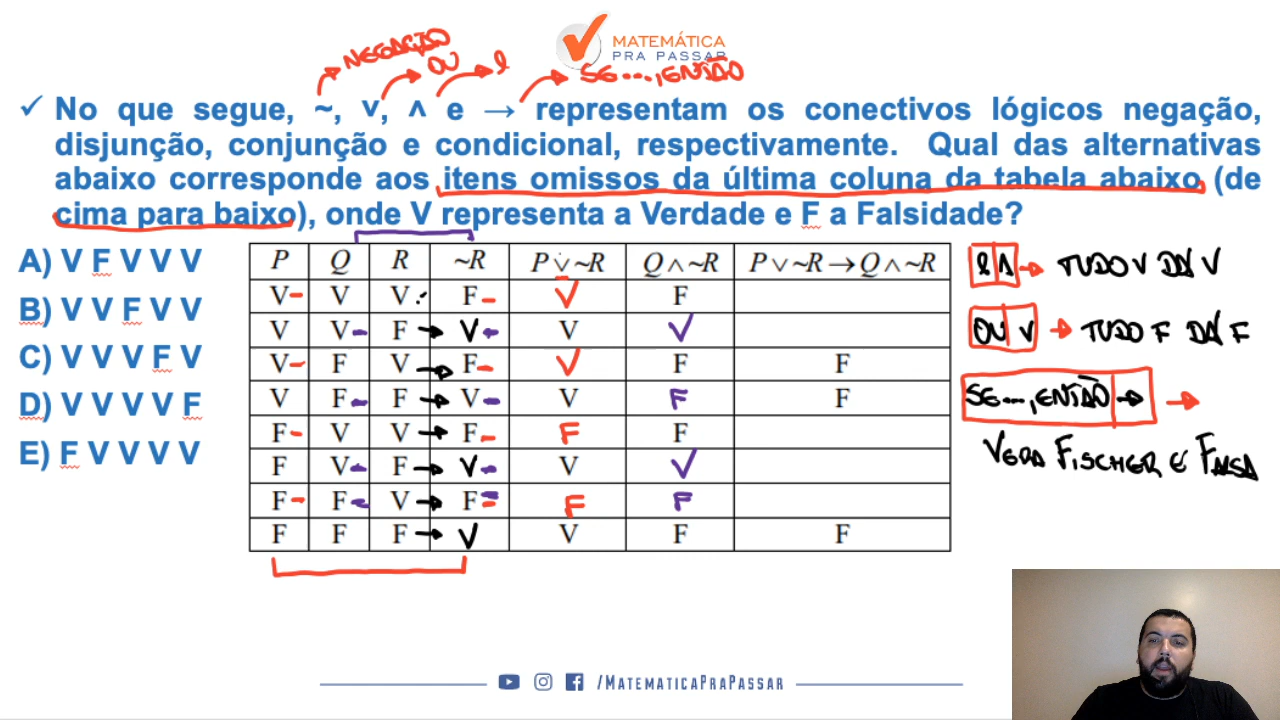 MATEMÁTICA
PRA PASSAR
NEGAÇÃO
OU
e
SE..., ENTÃO
✓ No que segue, ~, ∨, ∧ e → representam os conectivos lógicos negação,
disjunção, conjunção e condicional, respectivamente. Qual das alternativas
abaixo corresponde aos itens omissos da última coluna da tabela abaixo (de
cima para baixo), onde V representa a Verdade e F a Falsidade?
A) V F V V V
B) V V F V V
C) V V V F V
D) V V V V F
E) F V V V V
P Q R ~R P ∨ ~R Q ∧ ~R P ∨ ~R → Q ∧ ~R
V V V F V F
V V F V V V
V F V F V F F
V F F V V F F
F V V F F F
F V F V V V
F F V F F F
F F F V V F F
e ∧ → TUDO V DÁ V
OU ∨ → TUDO F DÁ F
SE..., ENTÃO → →
VERA FISCHER É FALSA
/MATEMATICAPRAPASSAR